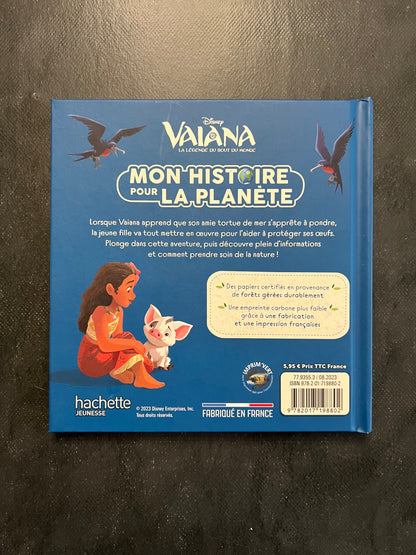 Disney
VAIANA
LA LÉGENDE DU BOUT DU MONDE
MON HISTOIRE
POUR LA PLANÈTE
Lorsque Vaiana apprend que son amie tortue de mer s'apprête à pondre,
la jeune fille va tout mettre en œuvre pour l'aider à protéger ses œufs.
Plonge dans cette aventure, puis découvre plein d'informations
et comment prendre soin de la nature !
Des papiers certifiés en provenance
de forêts gérées durablement
Une empreinte carbone plus faible
grâce à une fabrication
et une impression françaises
IMPRIM'VERT
5,95 € Prix TTC France
77.9355.3 / 08.2023
ISBN 978-2-01-719880-2
9 782017 198802
hachette
JEUNESSE
© 2023 Disney Enterprises, Inc.
Tous droits réservés.
FABRIQUÉ EN FRANCE